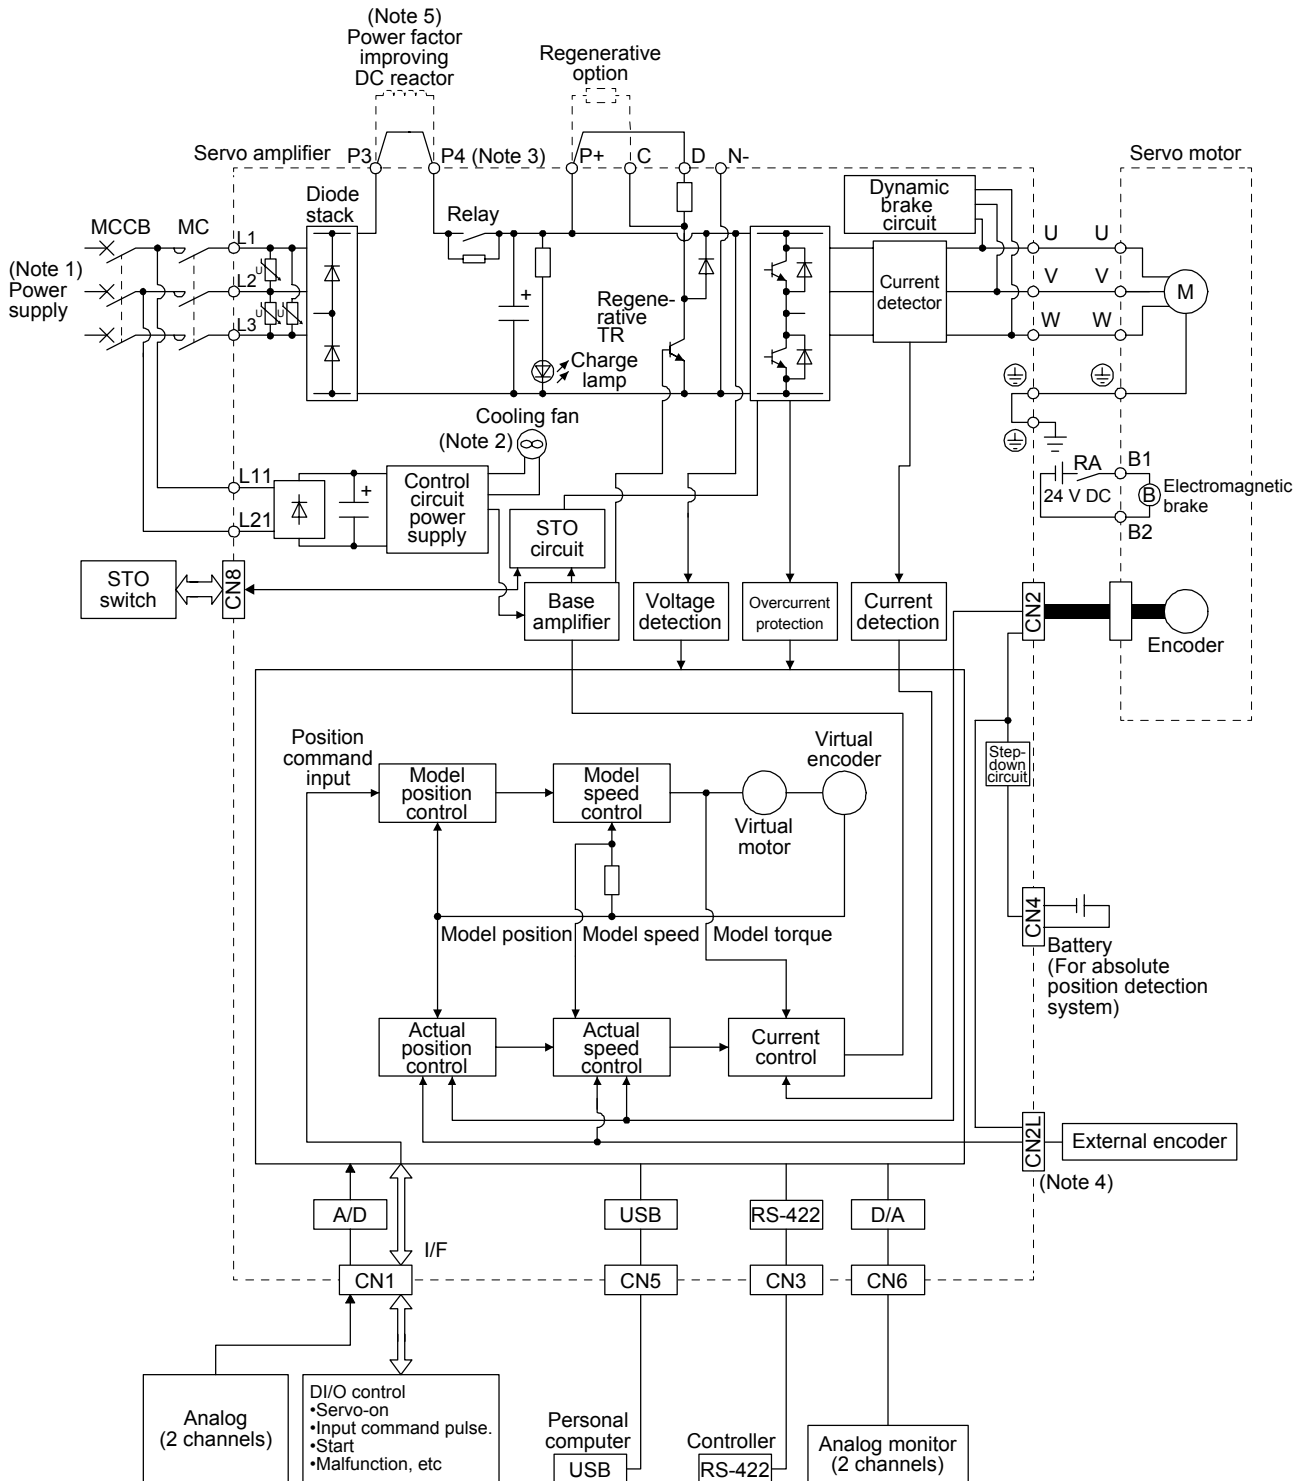 (Note 5)
Power factor
improving
DC reactor
Regenerative
option
Servo amplifier
P3
P4 (Note 3)
P+
C
D
N-
Servo motor
Diode
stack
Relay
Dynamic
brake
circuit
MCCB
MC
L1
L2
L3
(Note 1)
Power
supply
U
U
U
+
Regene-
rative
TR
Current
detector
U
U
V
V
W
W
M
Charge
lamp
Cooling fan
(Note 2)
L11
L21
+
Control
circuit
power
supply
STO
circuit
RA
24 V DC
B1
B
B2
Electromagnetic
brake
STO
switch
CN8
Base
amplifier
Voltage
detection
Overcurrent
protection
Current
detection
CN2
Encoder
Position
command
input
Model
position
control
Model
speed
control
Virtual
motor
Virtual
encoder
Step-
down
circuit
Model position
Model speed
Model torque
CN4
Battery
(For absolute
position detection
system)
Actual
position
control
Actual
speed
control
Current
control
CN2L
External encoder
(Note 4)
A/D
I/F
USB
RS-422
D/A
CN1
CN5
CN3
CN6
Analog
(2 channels)
DI/O control
•Servo-on
•Input command pulse.
•Start
•Malfunction, etc
Personal
computer
USB
Controller
RS-422
Analog monitor
(2 channels)